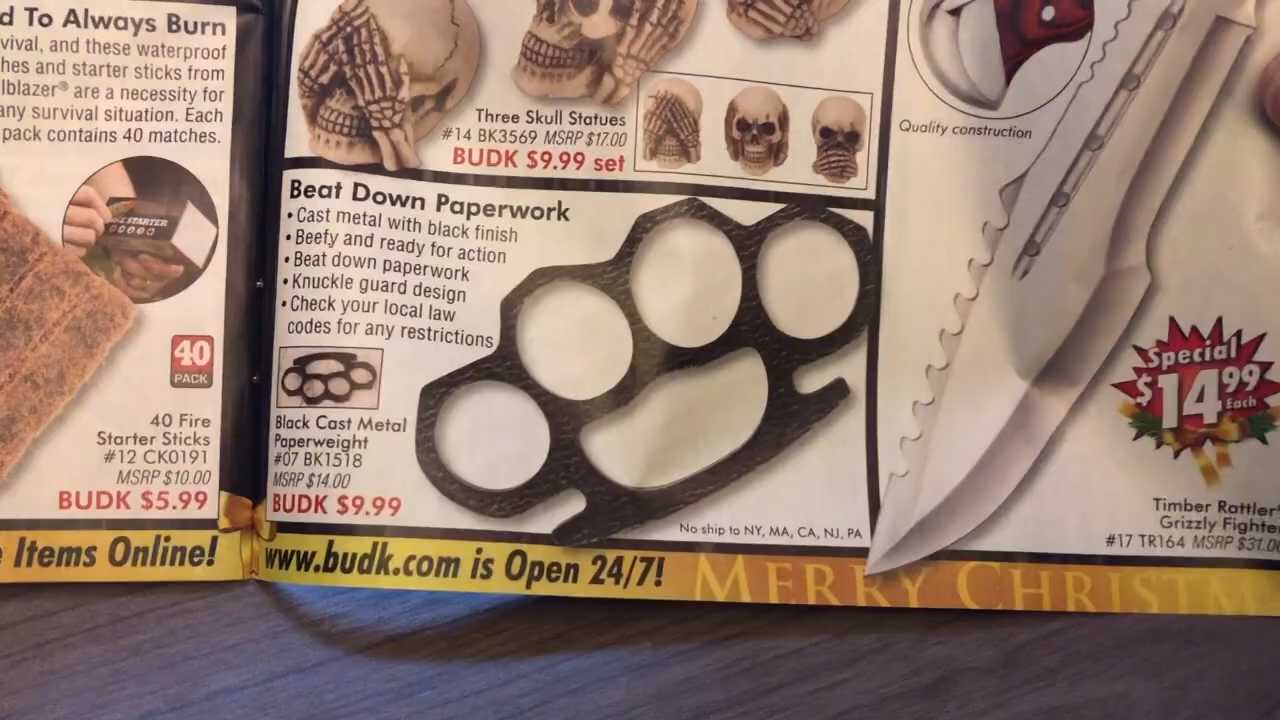 d To Always Burn
vival, and these waterproof
hes and starter sticks from
lblazer® are a necessity for
any survival situation. Each
pack contains 40 matches.
STARTER
40
PACK
40 Fire
Starter Sticks
#12 CK0191
MSRP $10.00
BUDK $5.99
Items Online!
Three Skull Statues
#14 BK3569 MSRP $17.00
BUDK $9.99 set
Beat Down Paperwork
• Cast metal with black finish
• Beefy and ready for action
• Beat down paperwork
• Knuckle guard design
• Check your local law
codes for any restrictions
Black Cast Metal
Paperweight
#07 BK1518
MSRP $14.00
BUDK $9.99
No ship to NY, MA, CA, NJ, PA
www.budk.com is Open 24/7!
Quality construction
Special
$14.99
Each
Timber Rattler
Grizzly Fighte
#17 TR164 MSRP $31.0
MERRY CHRISTM